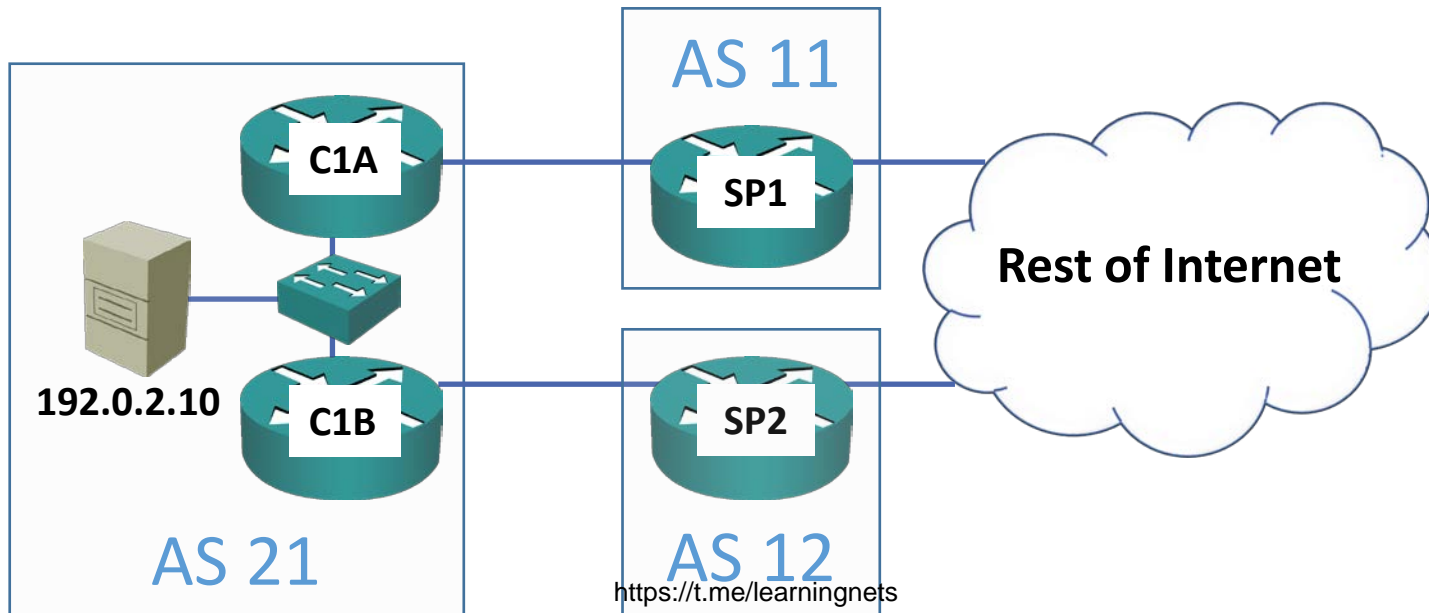 AS 11
C1A
SP1
Rest of Internet
192.0.2.10
C1B
SP2
AS 21
AS 12
https://t.me/learningnets